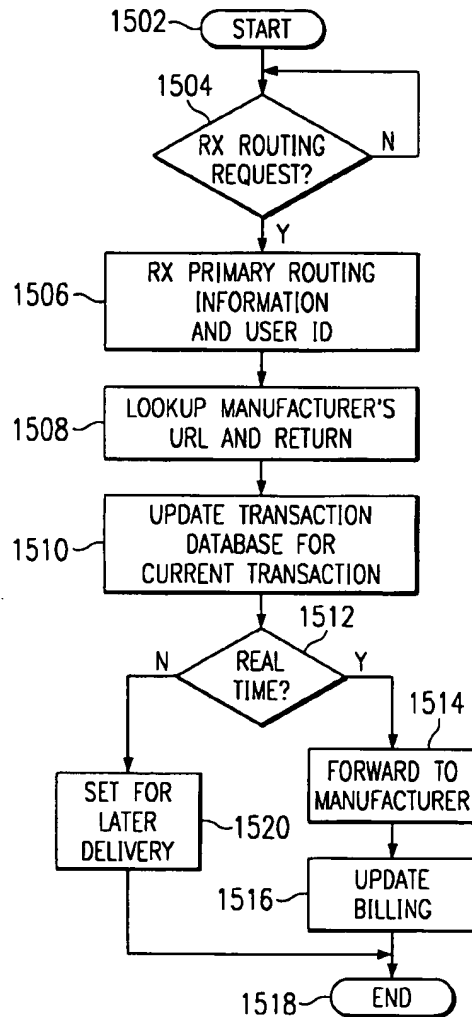 1502
START
1504
RX ROUTING
REQUEST?
N
Y
1506
RX PRIMARY ROUTING
INFORMATION
AND USER ID
1508
LOOKUP MANUFACTURER'S
URL AND RETURN
1510
UPDATE TRANSACTION
DATABASE FOR
CURRENT TRANSACTION
1512
N
REAL
TIME?
Y
1514
FORWARD TO
MANUFACTURER
SET FOR
LATER
DELIVERY
1520
1516
UPDATE
BILLING
1518
END